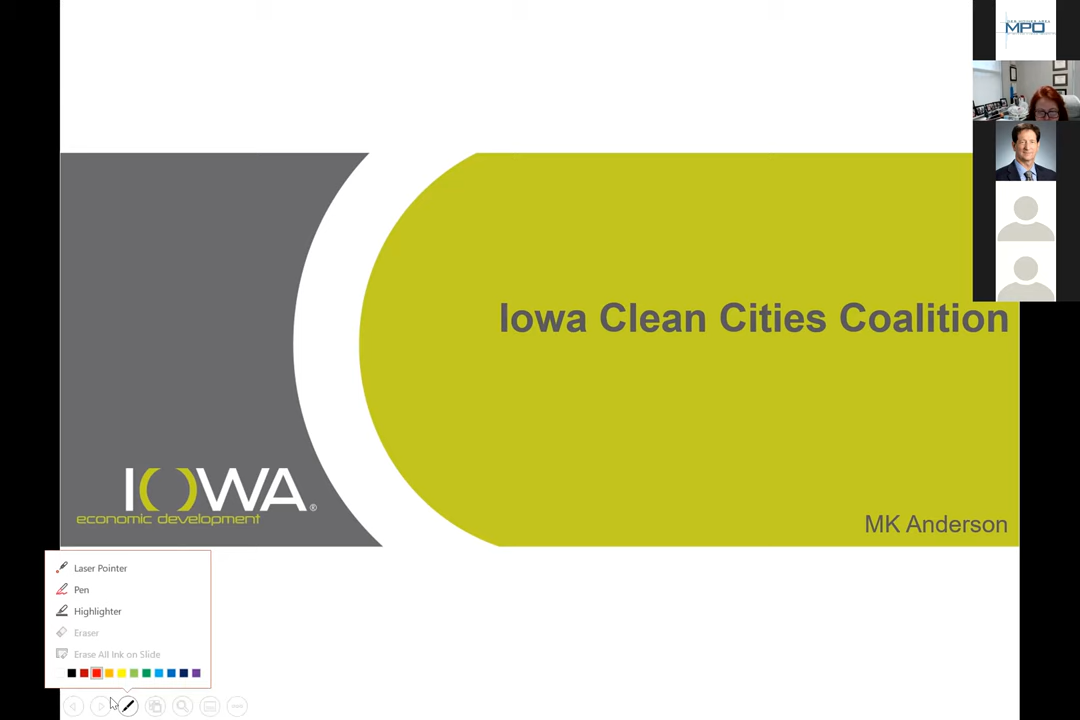 MPO
Iowa Clean Cities Coalition
IOWA®
economic development
MK Anderson
Laser Pointer
Pen
Highlighter
Eraser
Erase All Ink on Slide